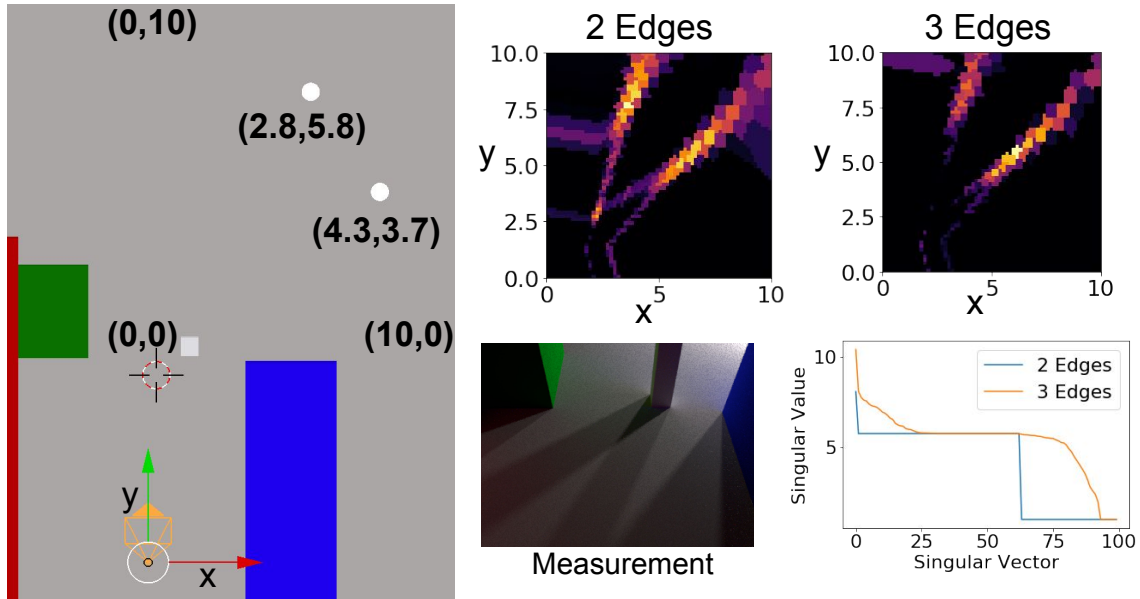 (0,10)
(2.8,5.8)
(4.3,3.7)
(0,0)
(10,0)
y
x
2 Edges
10.0
7.5
y
5.0
2.5
0.0
0
5
10
x
3 Edges
10.0
7.5
y
5.0
2.5
0.0
0
5
10
x
Measurement
Singular Value
10
5
2 Edges
3 Edges
0
25
50
75
100
Singular Vector